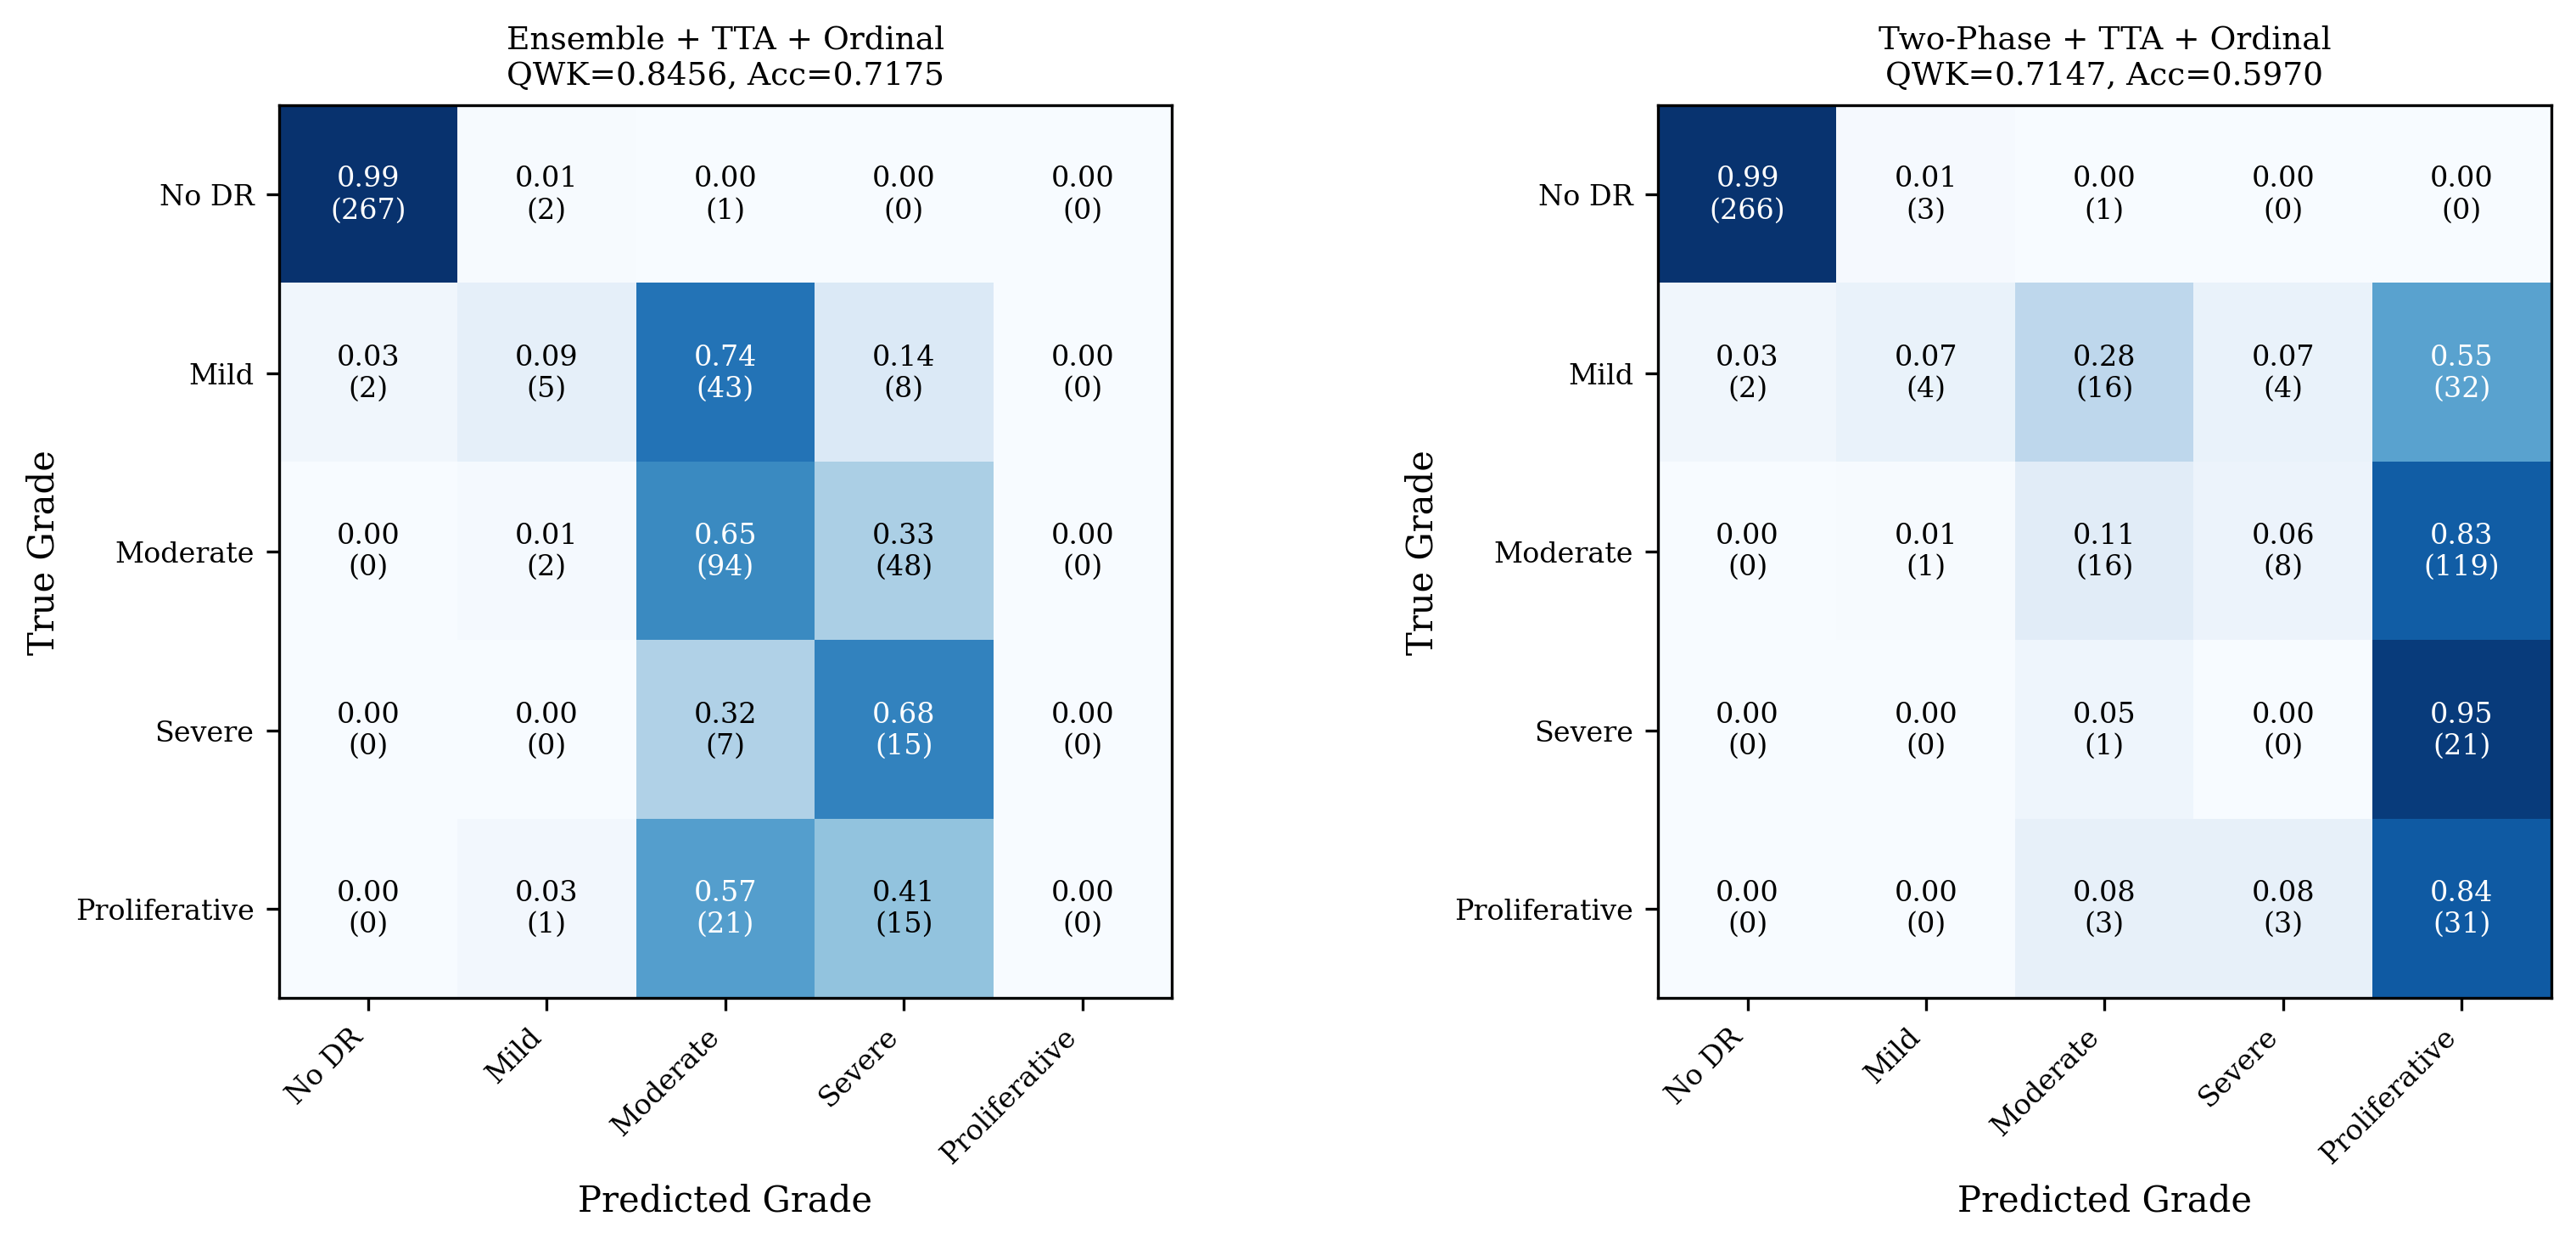 Ensemble + TTA + Ordinal
QWK=0.8456, Acc=0.7175
True Grade
No DR
0.99 0.01 0.00 0.00 0.00
(267) (2) (1) (0) (0)
Mild
0.03 0.09 0.74 0.14 0.00
(2) (5) (43) (8) (0)
Moderate
0.00 0.01 0.65 0.33 0.00
(0) (2) (94) (48) (0)
Severe
0.00 0.00 0.32 0.68 0.00
(0) (0) (7) (15) (0)
Proliferative
0.00 0.03 0.57 0.41 0.00
(0) (1) (21) (15) (0)
No DR Mild Moderate Severe Proliferative
Predicted Grade
Two-Phase + TTA + Ordinal
QWK=0.7147, Acc=0.5970
True Grade
No DR
0.99 0.01 0.00 0.00 0.00
(266) (3) (1) (0) (0)
Mild
0.03 0.07 0.28 0.07 0.55
(2) (4) (16) (4) (32)
Moderate
0.00 0.01 0.11 0.06 0.83
(0) (1) (16) (8) (119)
Severe
0.00 0.00 0.05 0.00 0.95
(0) (0) (1) (0) (21)
Proliferative
0.00 0.00 0.08 0.08 0.84
(0) (0) (3) (3) (31)
No DR Mild Moderate Severe Proliferative
Predicted Grade